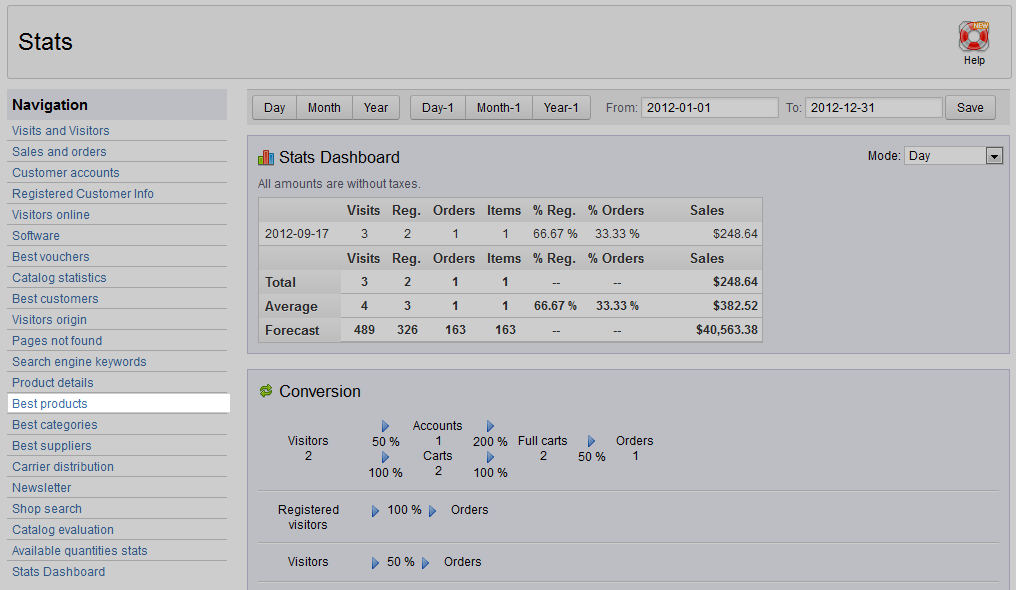 Stats
NEW
Help
Navigation
Visits and Visitors
Sales and orders
Customer accounts
Registered Customer Info
Visitors online
Software
Best vouchers
Catalog statistics
Best customers
Visitors origin
Pages not found
Search engine keywords
Product details
Best products
Best categories
Best suppliers
Carrier distribution
Newsletter
Shop search
Catalog evaluation
Available quantities stats
Stats Dashboard
Day Month Year Day-1 Month-1 Year-1 From: 2012-01-01 To: 2012-12-31 Save
Stats Dashboard Mode: Day
All amounts are without taxes.
Visits Reg. Orders Items % Reg. % Orders Sales
2012-09-17 3 2 1 1 66.67 % 33.33 % $248.64
Visits Reg. Orders Items % Reg. % Orders Sales
Total 3 2 1 1 -- -- $248.64
Average 4 3 1 1 66.67 % 33.33 % $382.52
Forecast 489 326 163 163 -- -- $40,563.38
Conversion
Accounts
Visitors 50 % 1 200 % Full carts Orders
2 Carts 2 50 % 1
100 % 2 100 %
Registered 100 % Orders
visitors
Visitors 50 % Orders